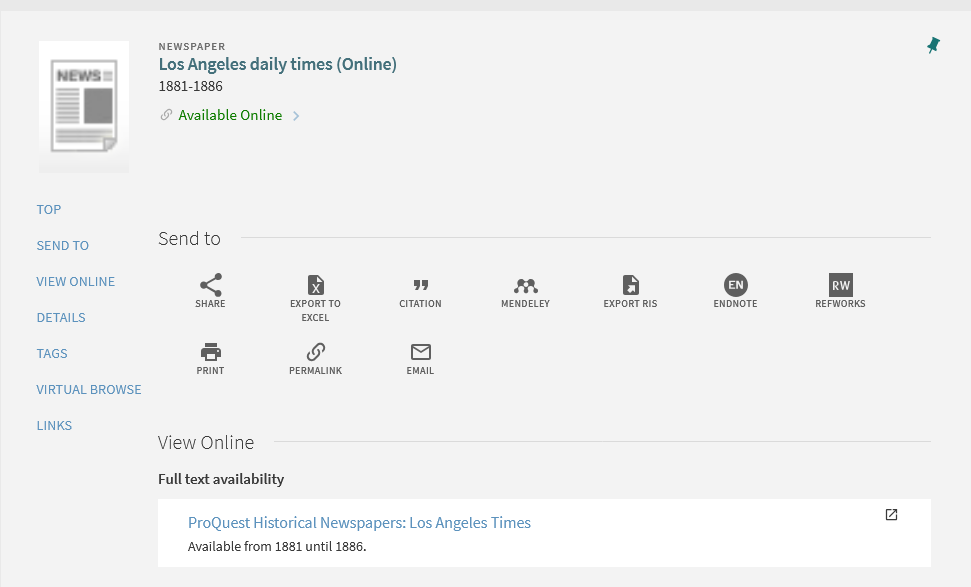 NEWS
NEWSPAPER
Los Angeles daily times (Online)
1881-1886
Available Online
TOP
SEND TO
VIEW ONLINE
DETAILS
TAGS
VIRTUAL BROWSE
LINKS
Send to
SHARE
EXPORT TO
EXCEL
CITATION
MENDELEY
EXPORT RIS
EN
ENDNOTE
RW
REFWORKS
PRINT
PERMALINK
EMAIL
View Online
Full text availability
ProQuest Historical Newspapers: Los Angeles Times
Available from 1881 until 1886.